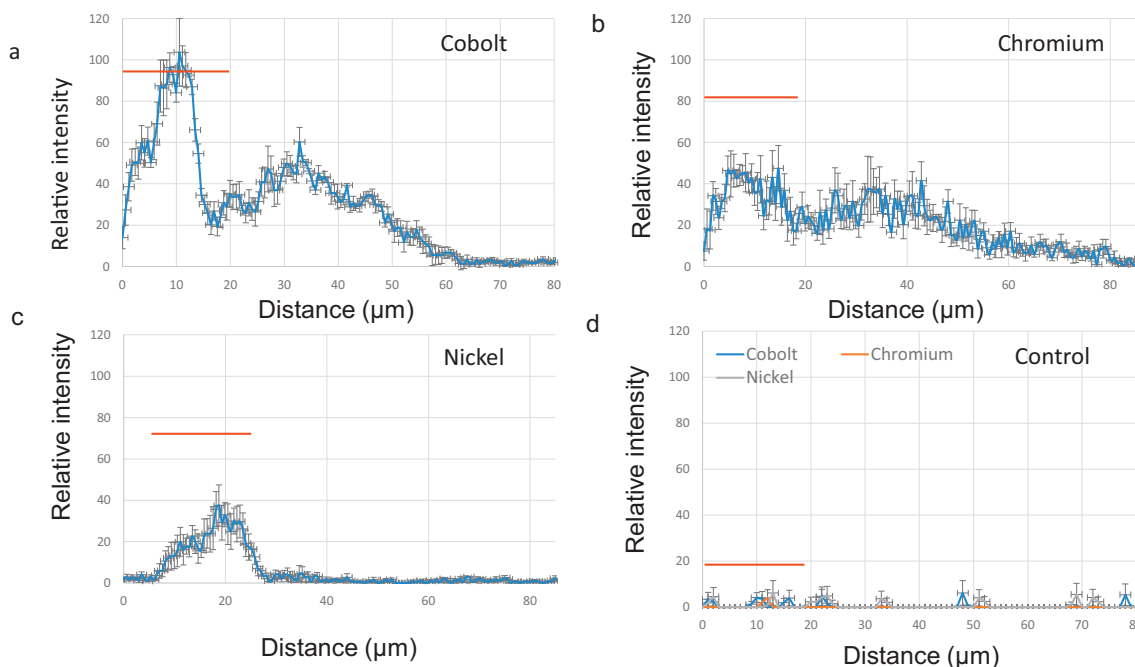 a
Cobolt
Relative intensity
120
100
80
60
40
20
0
0 10 20 30 40 50 60 70 80
Distance (µm)
b
Chromium
Relative intensity
120
100
80
60
40
20
0
0 20 40 60 80
Distance (µm)
c
Nickel
Relative intensity
120
100
80
60
40
20
0
0 20 40 60 80
Distance (µm)
d
Cobolt Chromium Control
Nickel
Relative intensity
120
100
80
60
40
20
0
0 10 20 30 40 50 60 70 80
Distance (µm)